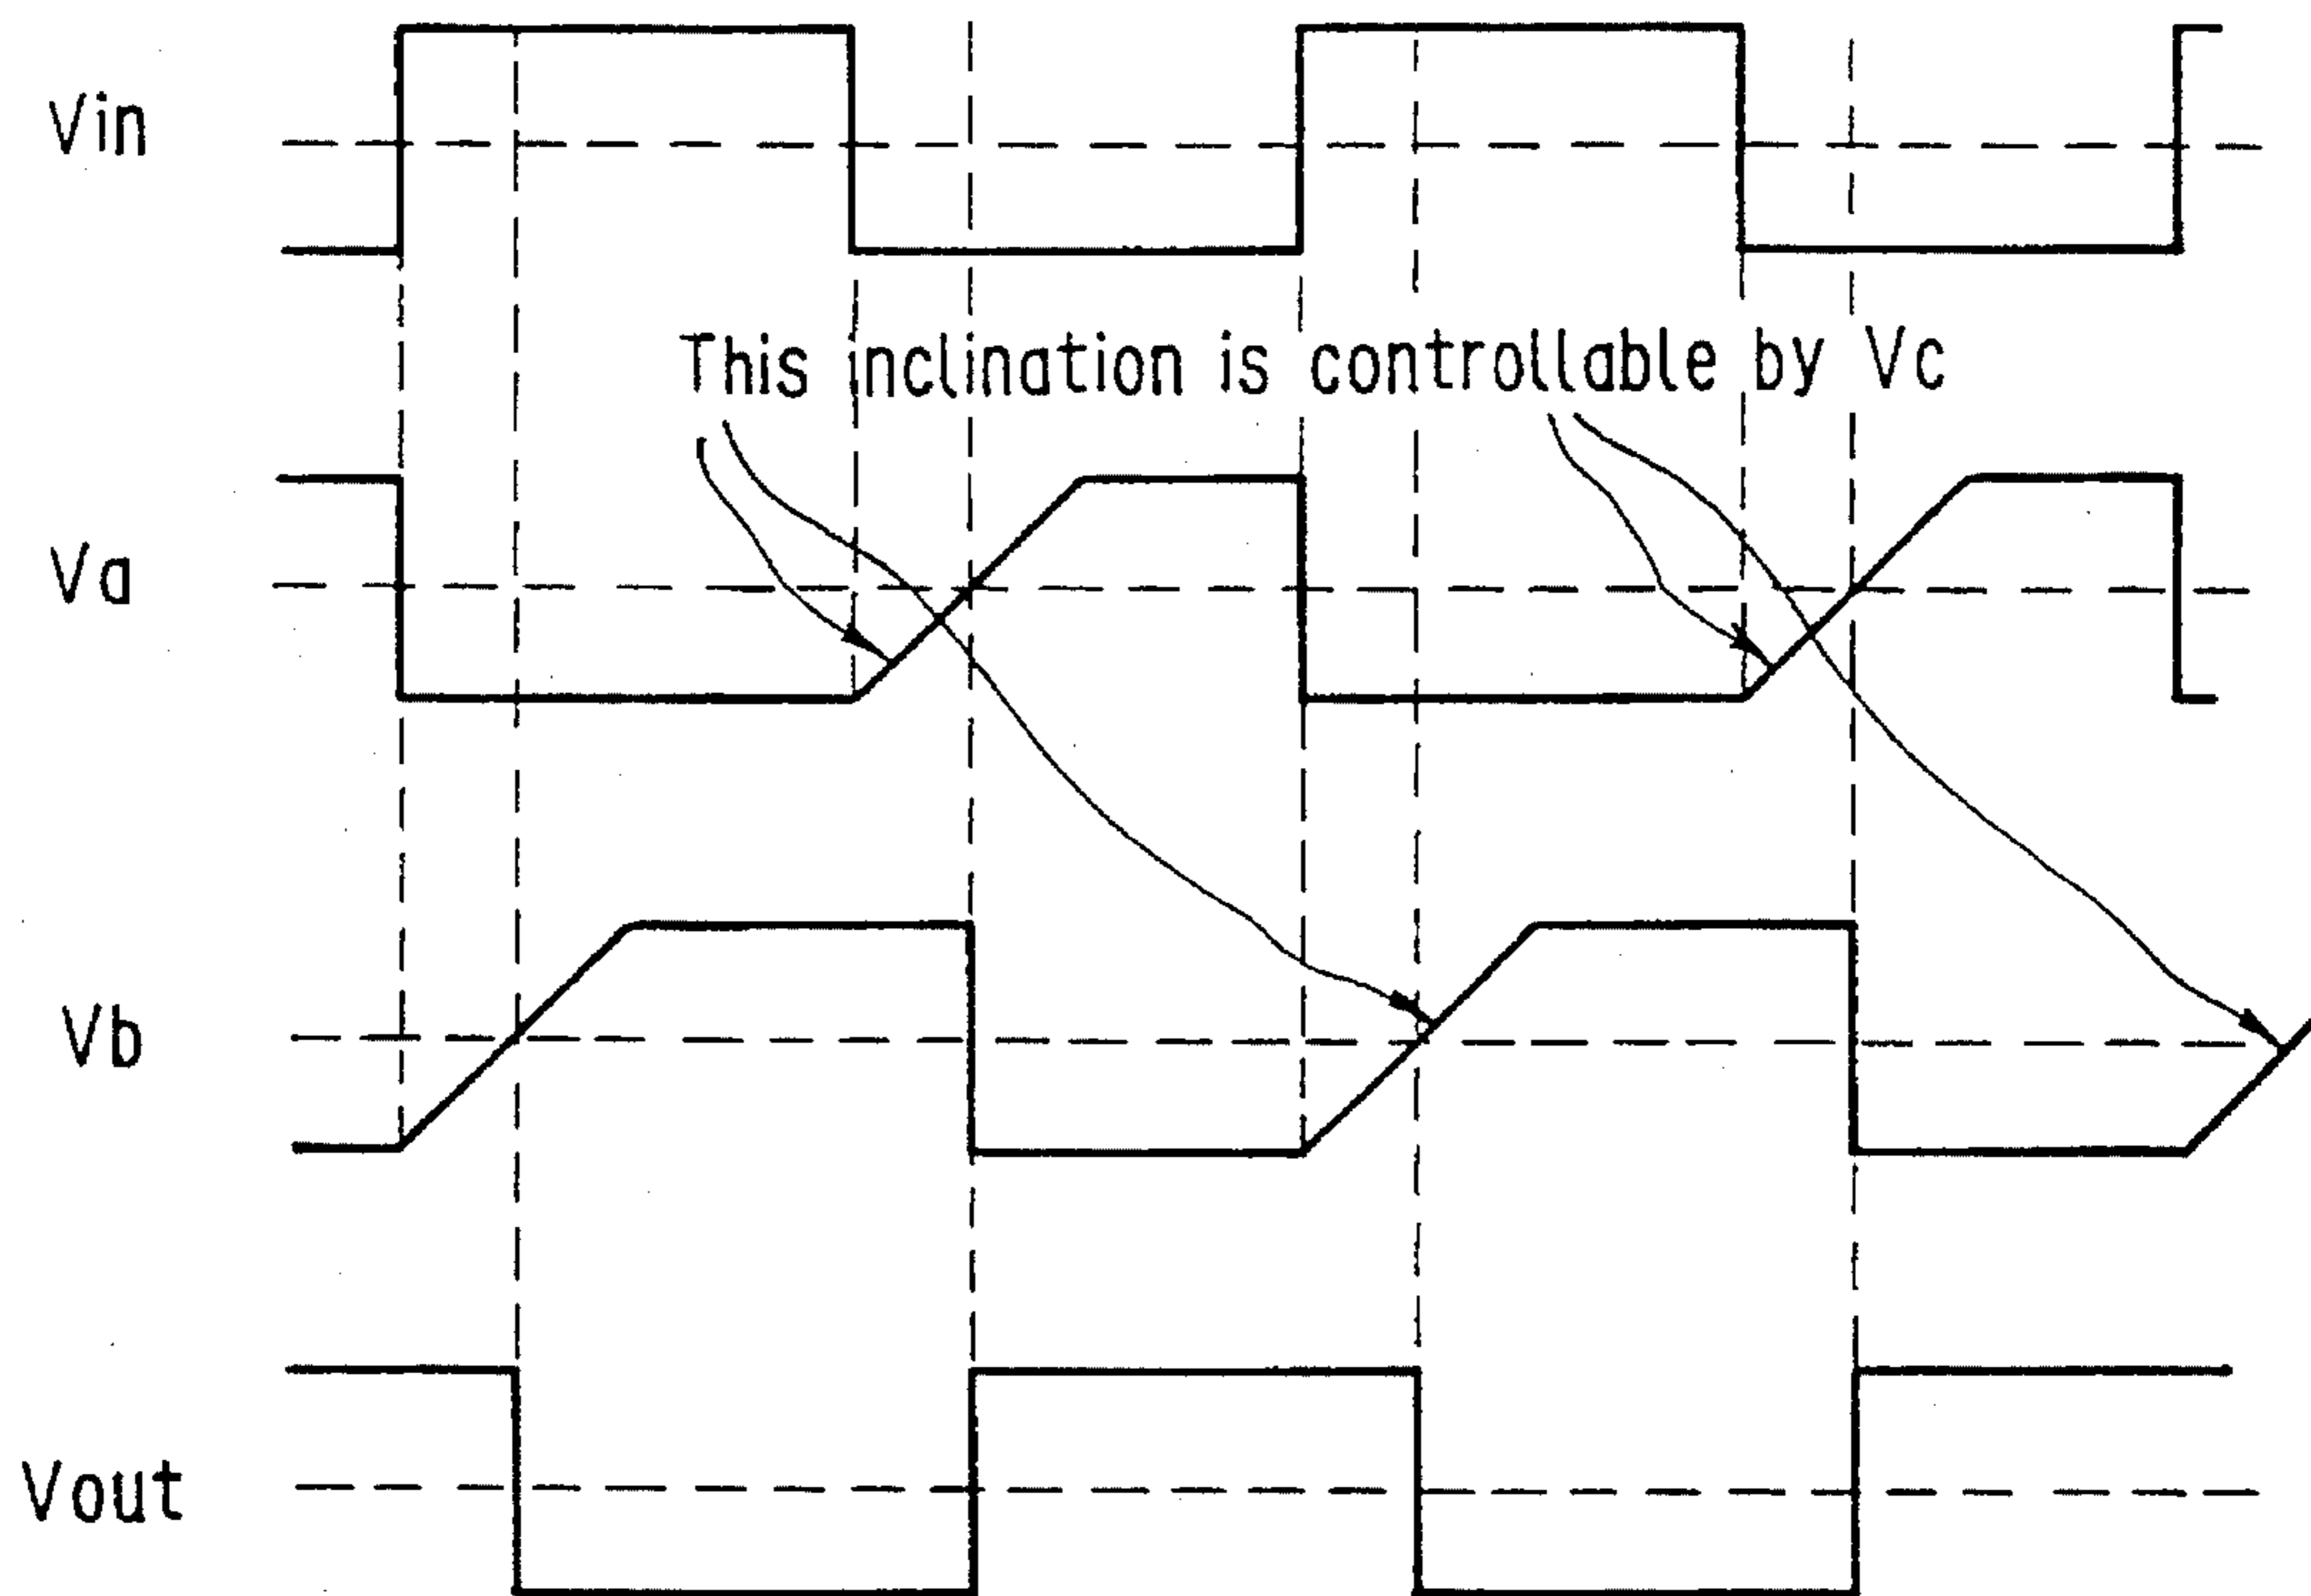 Vin
This inclination is controllable by Vc
Va
Vb
Vout